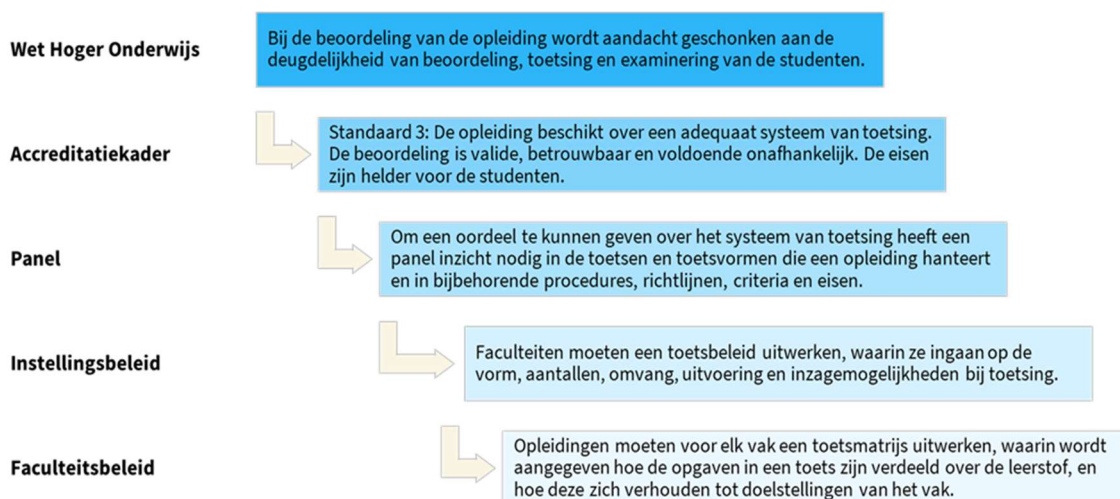 Wet Hoger Onderwijs
Bij de beoordeling van de opleiding wordt aandacht geschonken aan de
deugdelijkheid van beoordeling, toetsing en examinering van de studenten.
Accreditatiekader
Standaard 3: De opleiding beschikt over een adequaat systeem van toetsing.
De beoordeling is valide, betrouwbaar en voldoende onafhankelijk. De eisen
zijn helder voor de studenten.
Panel
Om een oordeel te kunnen geven over het systeem van toetsing heeft een
panel inzicht nodig in de toetsen en toetsvormen die een opleiding hanteert
en in bijbehorende procedures, richtlijnen, criteria en eisen.
Instellingsbeleid
Faculteiten moeten een toetsbeleid uitwerken, waarin ze ingaan op de
vorm, aantallen, omvang, uitvoering en inzagemogelijkheden bij toetsing.
Faculteitsbeleid
Opleidingen moeten voor elk vak een toetsmatrijs uitwerken, waarin wordt
aangegeven hoe de opgaven in een toets zijn verdeeld over de leerstof, en
hoe deze zich verhouden tot doelstellingen van het vak.